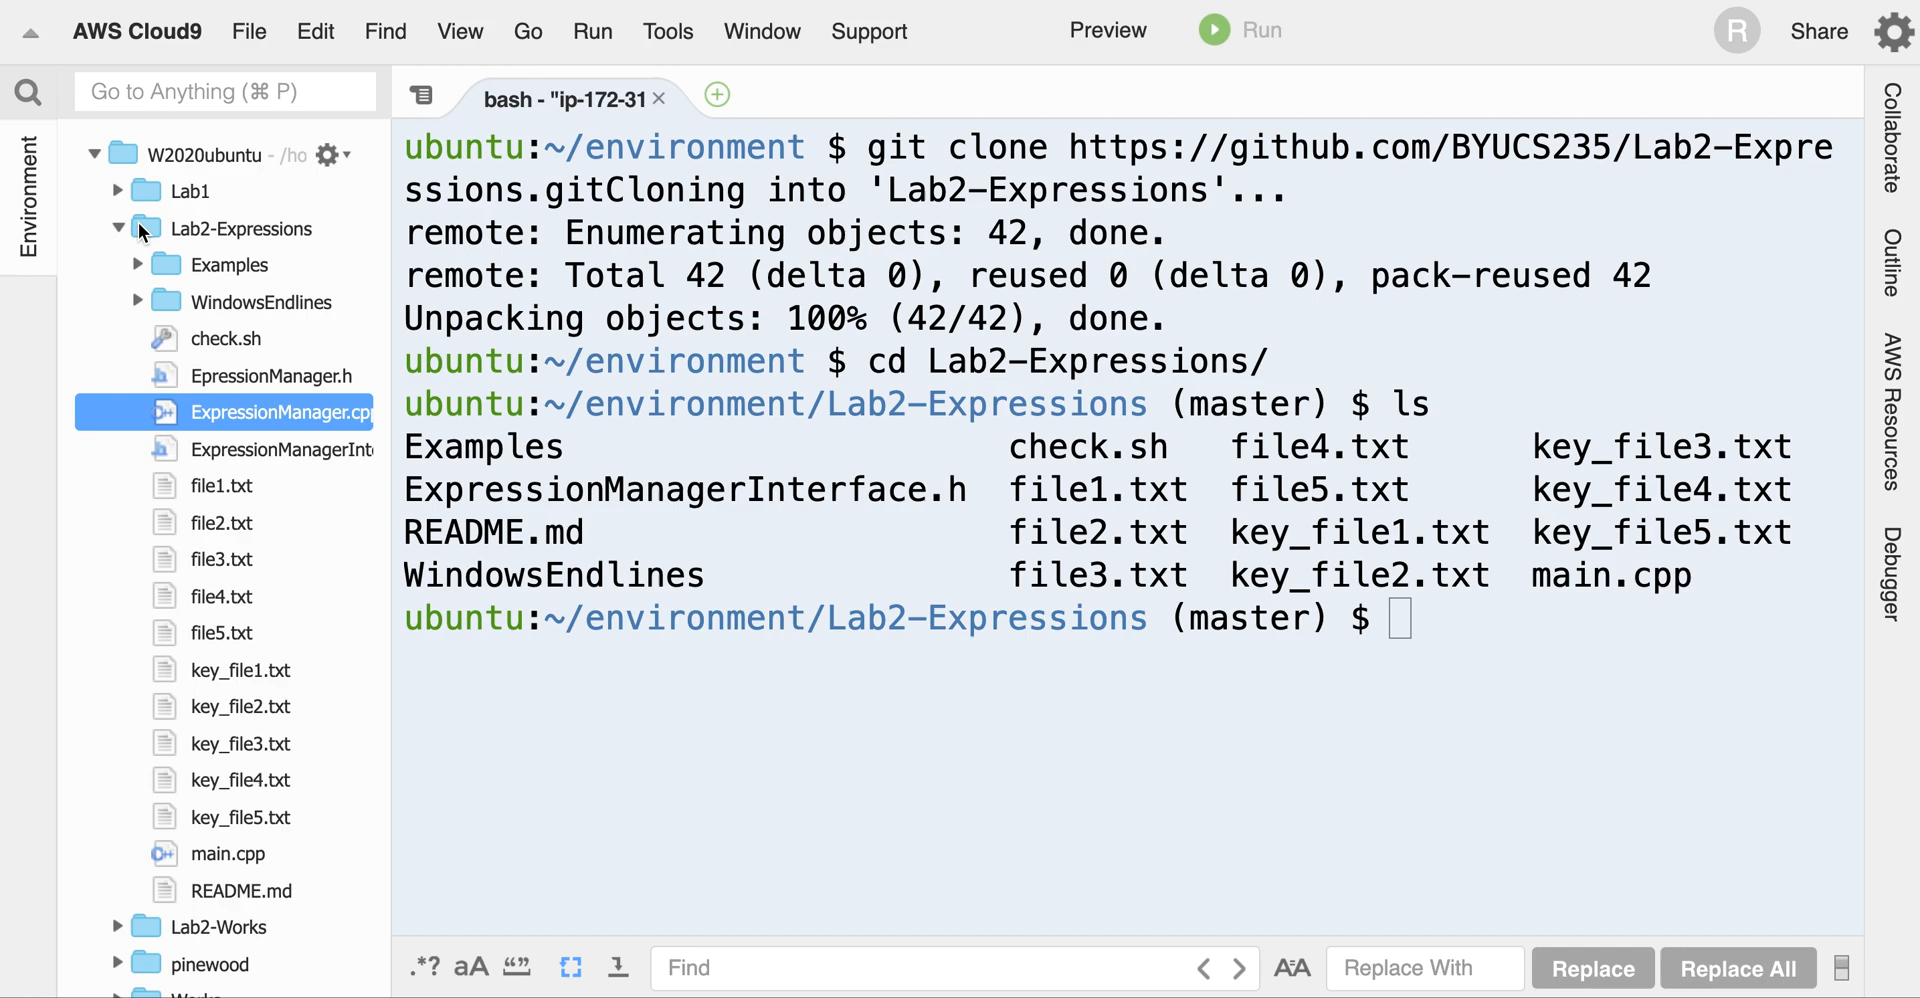 AWS Cloud9 File Edit Find View Go Run Tools Window Support Preview Run R Share
Go to Anything (⌘ P)
bash - "ip-172-31
Environment
W2020ubuntu - /ho
Lab1
Lab2-Expressions
Examples
WindowsEndlines
check.sh
EpressionManager.h
ExpressionManager.cpp
ExpressionManagerInt
file1.txt
file2.txt
file3.txt
file4.txt
file5.txt
key_file1.txt
key_file2.txt
key_file3.txt
key_file4.txt
key_file5.txt
main.cpp
README.md
Lab2-Works
pinewood
ubuntu:~/environment $ git clone https://github.com/BYUCS235/Lab2-Expre
ssions.gitCloning into 'Lab2-Expressions'...
remote: Enumerating objects: 42, done.
remote: Total 42 (delta 0), reused 0 (delta 0), pack-reused 42
Unpacking objects: 100% (42/42), done.
ubuntu:~/environment $ cd Lab2-Expressions/
ubuntu:~/environment/Lab2-Expressions (master) $ ls
Examples check.sh file4.txt key_file3.txt
ExpressionManagerInterface.h file1.txt file5.txt key_file4.txt
README.md file2.txt key_file1.txt key_file5.txt
WindowsEndlines file3.txt key_file2.txt main.cpp
ubuntu:~/environment/Lab2-Expressions (master) $
.*? aA “” Find AA Replace With Replace Replace All
Collaborate
Outline
AWS Resources
Debugger